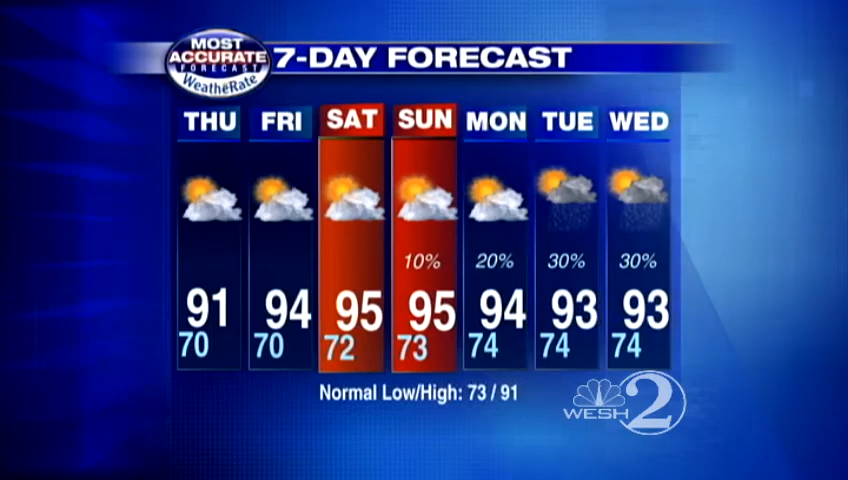 MOST
ACCURATE
FORECAST
WeatheRate
7-DAY FORECAST
THU FRI SAT SUN MON TUE WED
10% 20% 30% 30%
91 94 95 95 94 93 93
70 70 72 73 74 74 74
Normal Low/High: 73 / 91
WESH 2